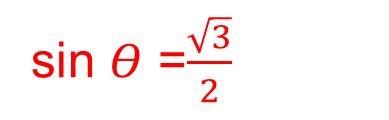 sin θ = √3/2